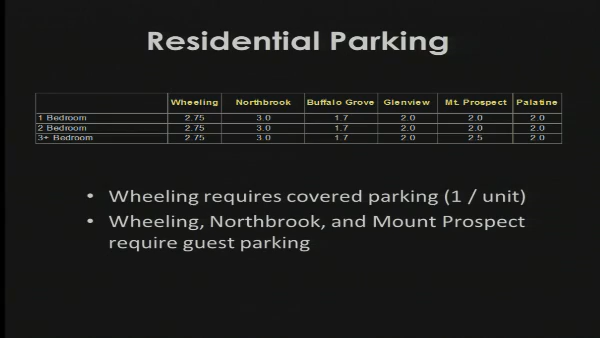 Residential Parking
Wheeling Northbrook Buffalo Grove Glenview Mt. Prospect Palatine
1 Bedroom 2.75 3.0 1.7 2.0 2.0 2.0
2 Bedroom 2.75 3.0 1.7 2.0 2.0 2.0
3+ Bedroom 2.75 3.0 1.7 2.0 2.5 2.0
• Wheeling requires covered parking (1 / unit)
• Wheeling, Northbrook, and Mount Prospect
require guest parking